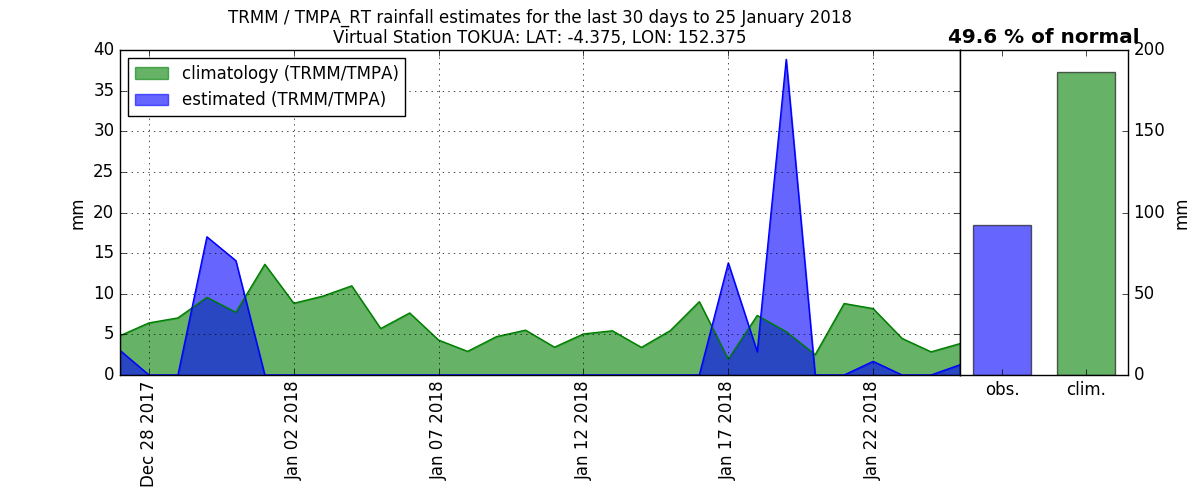 TRMM / TMPA_RT rainfall estimates for the last 30 days to 25 January 2018
Virtual Station TOKUA: LAT: -4.375, LON: 152.375
49.6 % of normal
climatology (TRMM/TMPA)
estimated (TRMM/TMPA)
mm
40
35
30
25
20
15
10
5
0
Dec 28 2017
Jan 02 2018
Jan 07 2018
Jan 12 2018
Jan 17 2018
Jan 22 2018
obs.
clim.
200
150
100
50
0
mm